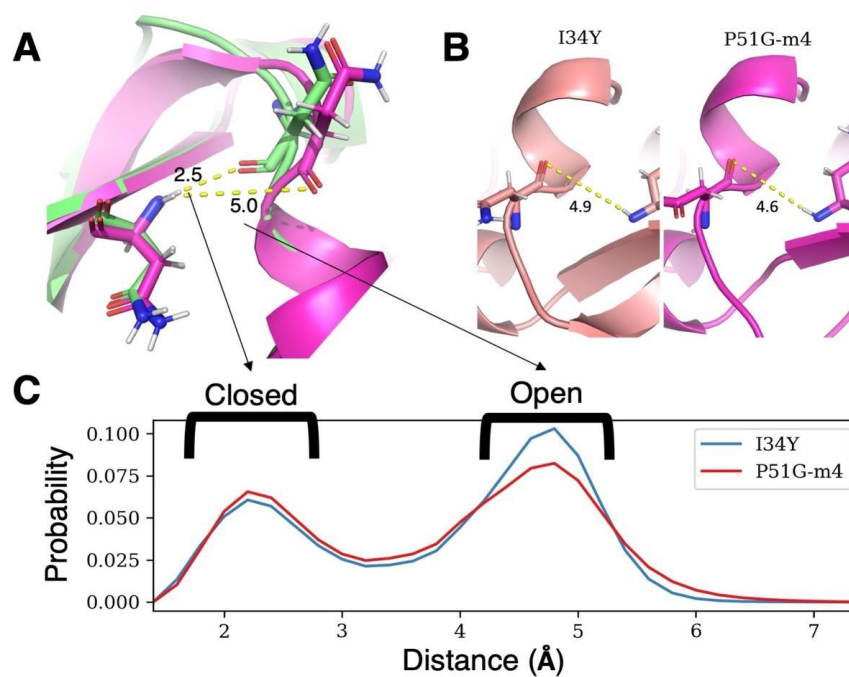 A
2.5
5.0
B
I34Y
P51G-m4
4.9
4.6
C
Closed
Open
Probability
0.100
0.075
0.050
0.025
0.000
I34Y
P51G-m4
2 3 4 5 6 7
Distance (Å)